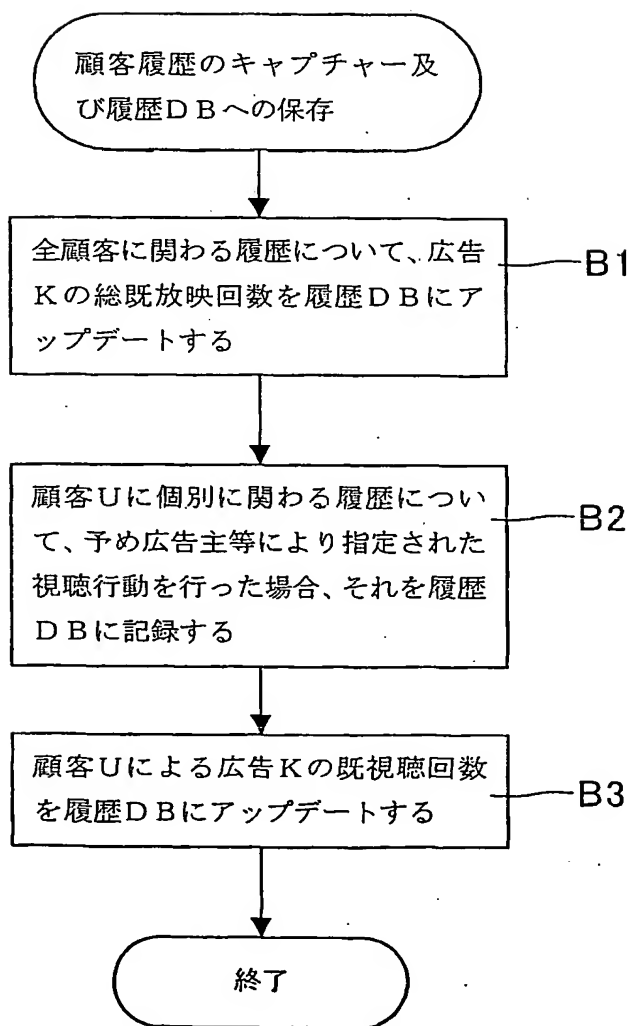 顧客履歴のキャプチャー及
び履歴DBへの保存
全顧客に関わる履歴について、広告
Kの総既放映回数を履歴DBにア
ップデートする
B1
顧客Uに個別に関わる履歴につい
て、予め広告主等により指定された
視聴行動を行った場合、それを履歴
DBに記録する
B2
顧客Uによる広告Kの既視聴回数
を履歴DBにアップデートする
B3
終了